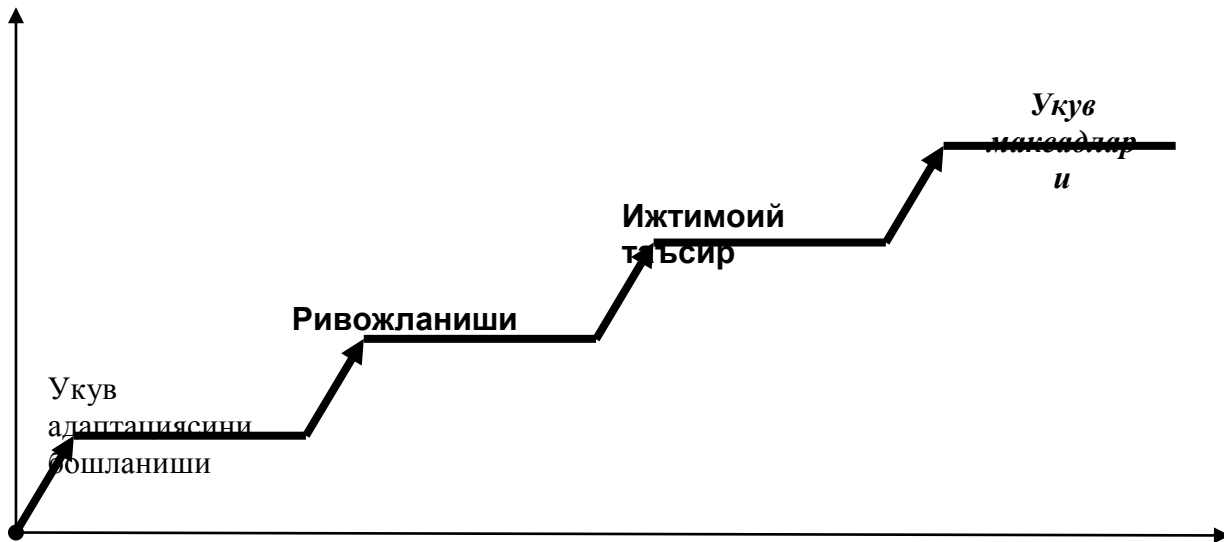 Укув
максадлар
и
Ижтимоий
таъсир
Ривожланиши
Укув
адаптациясини
бошланиши